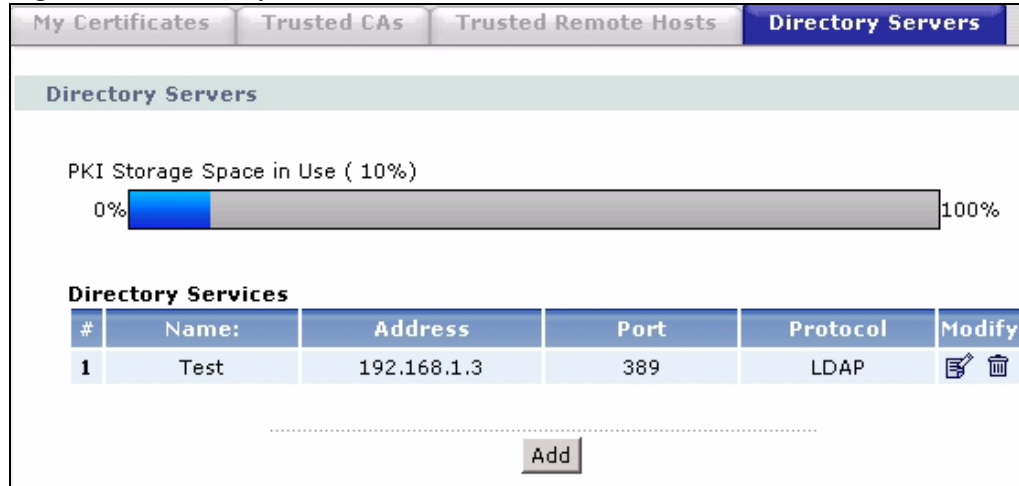 My Certificates Trusted CAs Trusted Remote Hosts Directory Servers
Directory Servers
PKI Storage Space in Use ( 10%)
0% 100%
Directory Services
# Name: Address Port Protocol Modify
1 Test 192.168.1.3 389 LDAP
Add